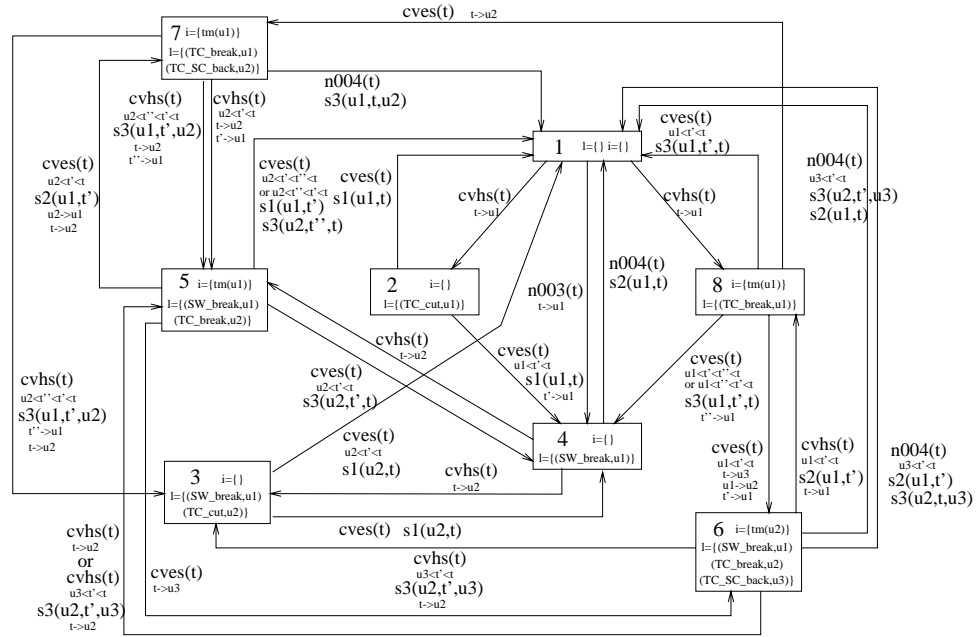 cves(t) t->u2
7 i={tm(u1)}
l={(TC_break,u1)
(TC_SC_back,u2)}
n004(t)
s3(u1,t,u2)
cvhs(t)
u2<t''<t'<t
s3(u1,t',u2)
t->u2
t''->u1
cvhs(t)
u2<t'<t
t->u2
t'->u1
cves(t)
u2<t'<t
s2(u1,t')
u2->u1
t->u2
cves(t)
u2<t'<t''<t
or u2<t''<t'<t
s1(u1,t')
s3(u2,t'',t)
cves(t)
s1(u1,t)
1 l={} i={}
cves(t)
u1<t'<t
s3(u1,t',t)
n004(t)
u3<t'<t
s3(u2,t',u3)
s2(u1,t)
cvhs(t)
t->u1
cvhs(t)
t->u1
5 i={tm(u1)}
l={(SW_break,u1)
(TC_break,u2)}
2 i={}
l={(TC_cut,u1)}
n003(t)
t->u1
n004(t)
s2(u1,t)
8 i={tm(u1)}
l={(TC_break,u1)}
cvhs(t)
t->u2
cves(t)
u1<t'<t
s1(u1,t)
t'->u1
cves(t)
u1<t'<t''<t
or u1<t''<t'<t
s3(u1,t',t)
t''->u1
cvhs(t)
u2<t''<t'<t
s3(u1,t',u2)
t''->u1
t->u2
cves(t)
u2<t'<t
s3(u2,t',t)
cves(t)
u2<t'<t
s1(u2,t)
4 i={}
l={(SW_break,u1)}
3 i={}
l={(SW_break,u1)
(TC_cut,u2)}
cvhs(t)
t->u2
cves(t)
u1<t'<t
t->u3
u1->u2
t'->u1
cvhs(t)
u1<t'<t
s2(u1,t')
t->u1
n004(t)
u3<t'<t
s2(u1,t')
s3(u2,t,u3)
cves(t) s1(u2,t)
6 i={tm(u2)}
l={(SW_break,u1)
(TC_break,u2)
(TC_SC_back,u3)}
cvhs(t)
t->u2
or
cvhs(t)
u3<t'<t
s3(u2,t',u3)
t->u2
cves(t)
t->u3
cvhs(t)
u3<t'<t
s3(u2,t',u3)
t->u2